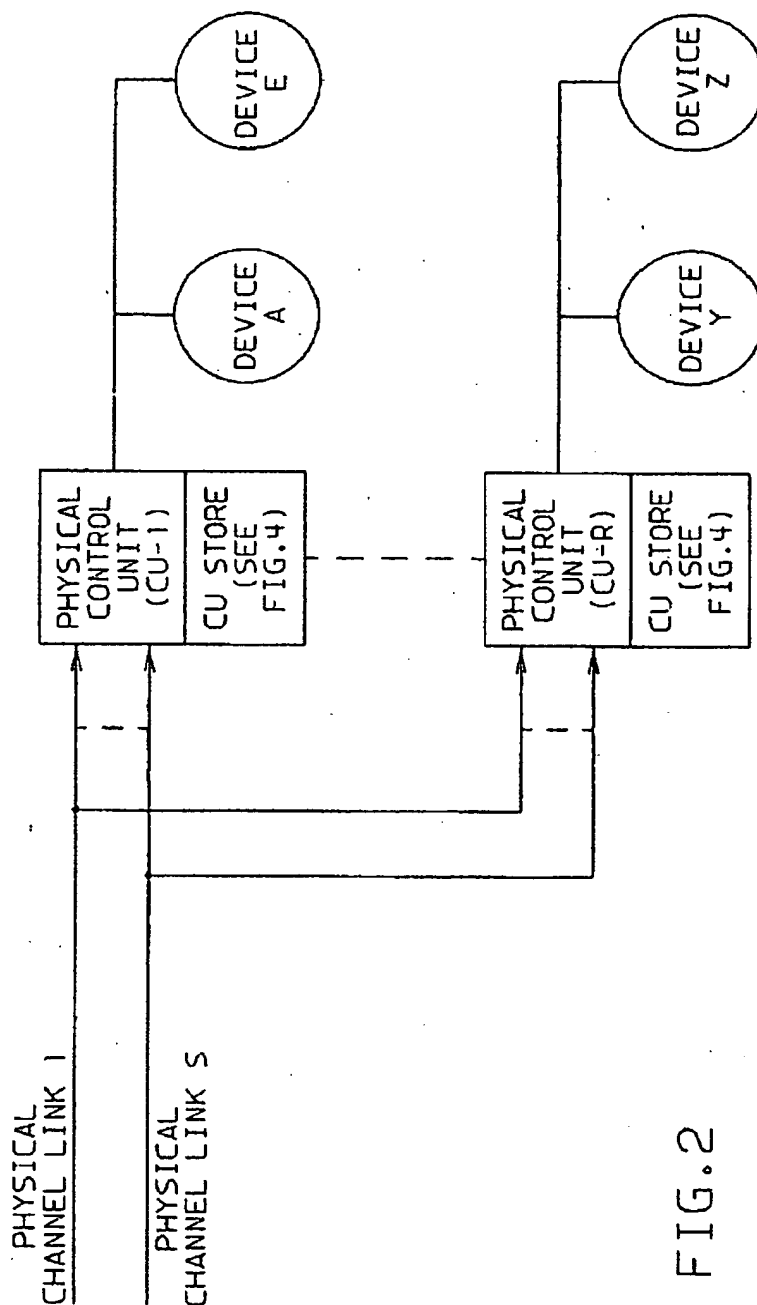 PHYSICAL
CHANNEL LINK 1
PHYSICAL
CHANNEL LINK S
PHYSICAL
CONTROL
UNIT
(CU-1)
CU STORE
(SEE
FIG.4)
DEVICE
A
DEVICE
E
PHYSICAL
CONTROL
UNIT
(CU-R)
CU STORE
(SEE
FIG.4)
DEVICE
Y
DEVICE
Z
FIG.2